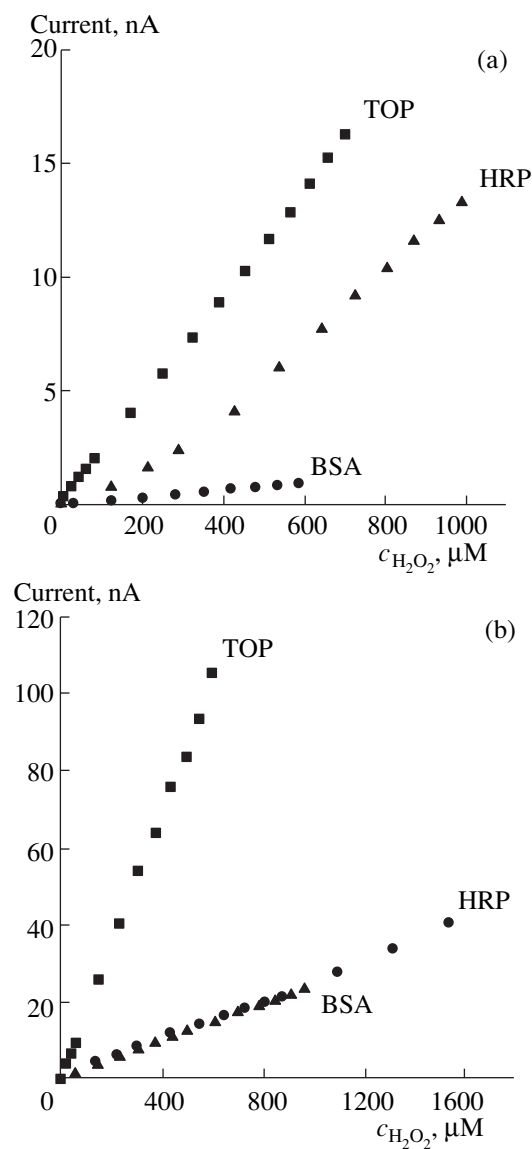 Current, nA
20
(a)
TOP
15
HRP
10
5
BSA
0 200 400 600 800 1000
c_{H_2O_2}, μM
Current, nA
120
(b)
TOP
100
80
60
HRP
40
BSA
20
0 400 800 1200 1600
c_{H_2O_2}, μM